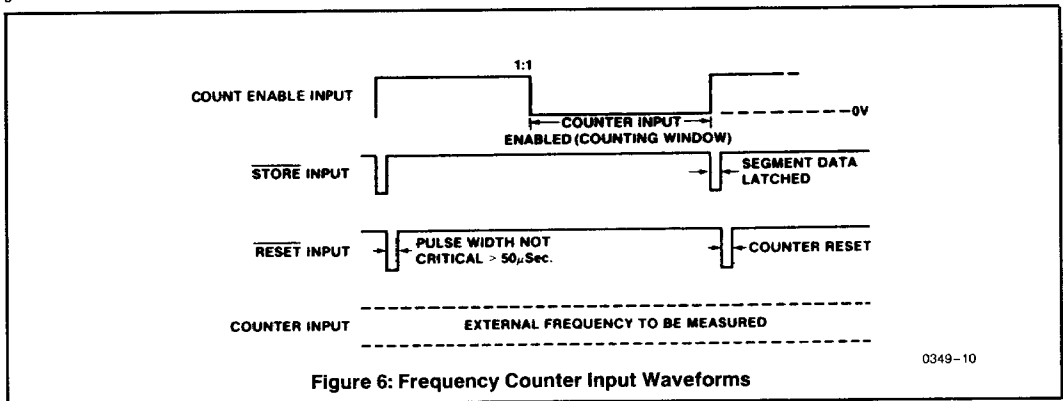 1:1
COUNT ENABLE INPUT
0V
COUNTER INPUT
ENABLED (COUNTING WINDOW)
STORE INPUT
SEGMENT DATA
LATCHED
RESET INPUT
PULSE WIDTH NOT
CRITICAL > 50µSec.
COUNTER RESET
COUNTER INPUT
EXTERNAL FREQUENCY TO BE MEASURED
0349-10
Figure 6: Frequency Counter Input Waveforms